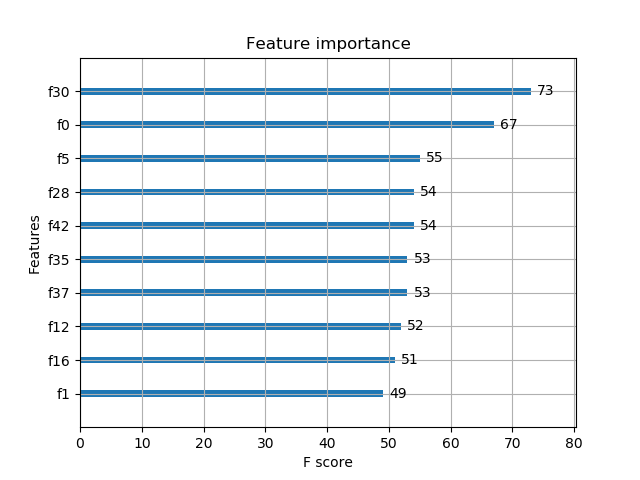 Feature importance
f30 73
f0 67
f5 55
f28 54
f42 54
f35 53
f37 53
f12 52
f16 51
f1 49
Features
0 10 20 30 40 50 60 70 80
F score